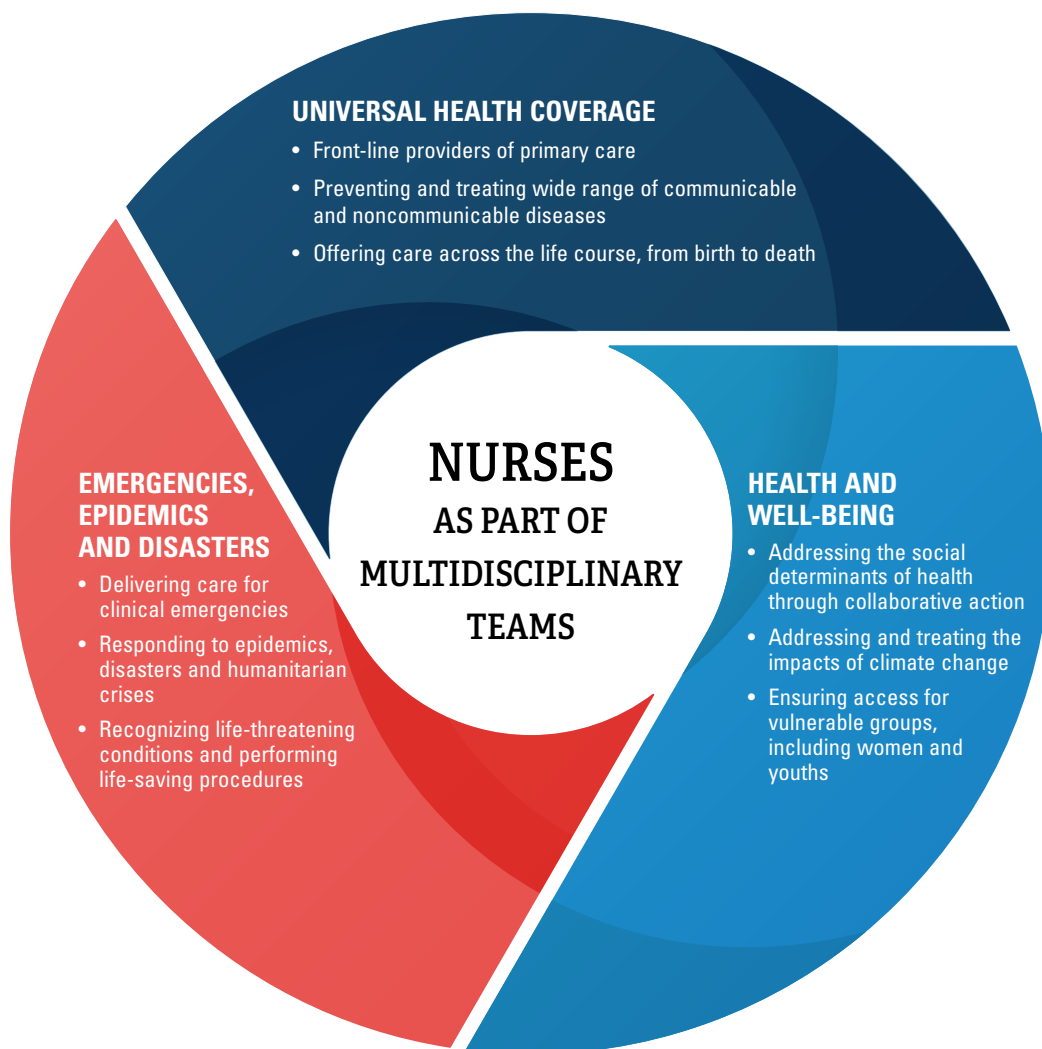 UNIVERSAL HEALTH COVERAGE
• Front-line providers of primary care
• Preventing and treating wide range of communicable
and noncommunicable diseases
• Offering care across the life course, from birth to death
NURSES
AS PART OF
MULTIDISCIPLINARY
TEAMS
EMERGENCIES,
EPIDEMICS
AND DISASTERS
• Delivering care for
clinical emergencies
• Responding to epidemics,
disasters and humanitarian
crises
• Recognizing life-threatening
conditions and performing
life-saving procedures
HEALTH AND
WELL-BEING
• Addressing the social
determinants of health
through collaborative action
• Addressing and treating the
impacts of climate change
• Ensuring access for
vulnerable groups,
including women and
youths